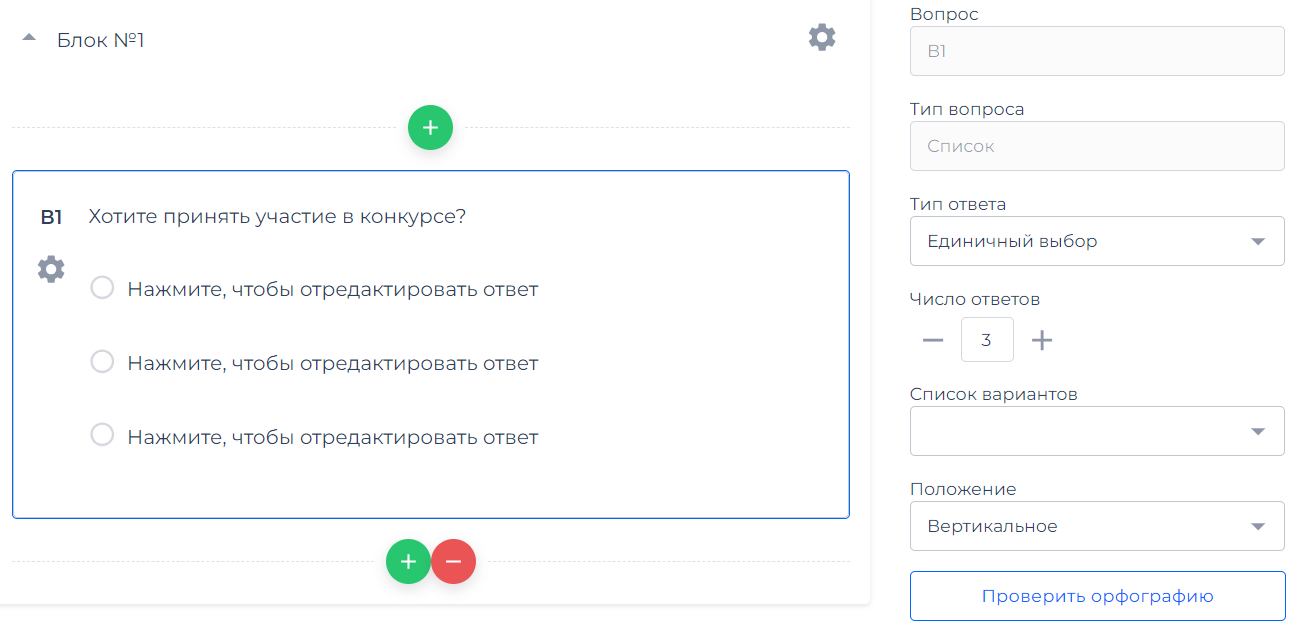 Блок №1
В1 Хотите принять участие в конкурсе?
Нажмите, чтобы отредактировать ответ
Нажмите, чтобы отредактировать ответ
Нажмите, чтобы отредактировать ответ
Вопрос
В1
Тип вопроса
Список
Тип ответа
Единичный выбор
Число ответов
3
Список вариантов
Положение
Вертикальное
Проверить орфографию